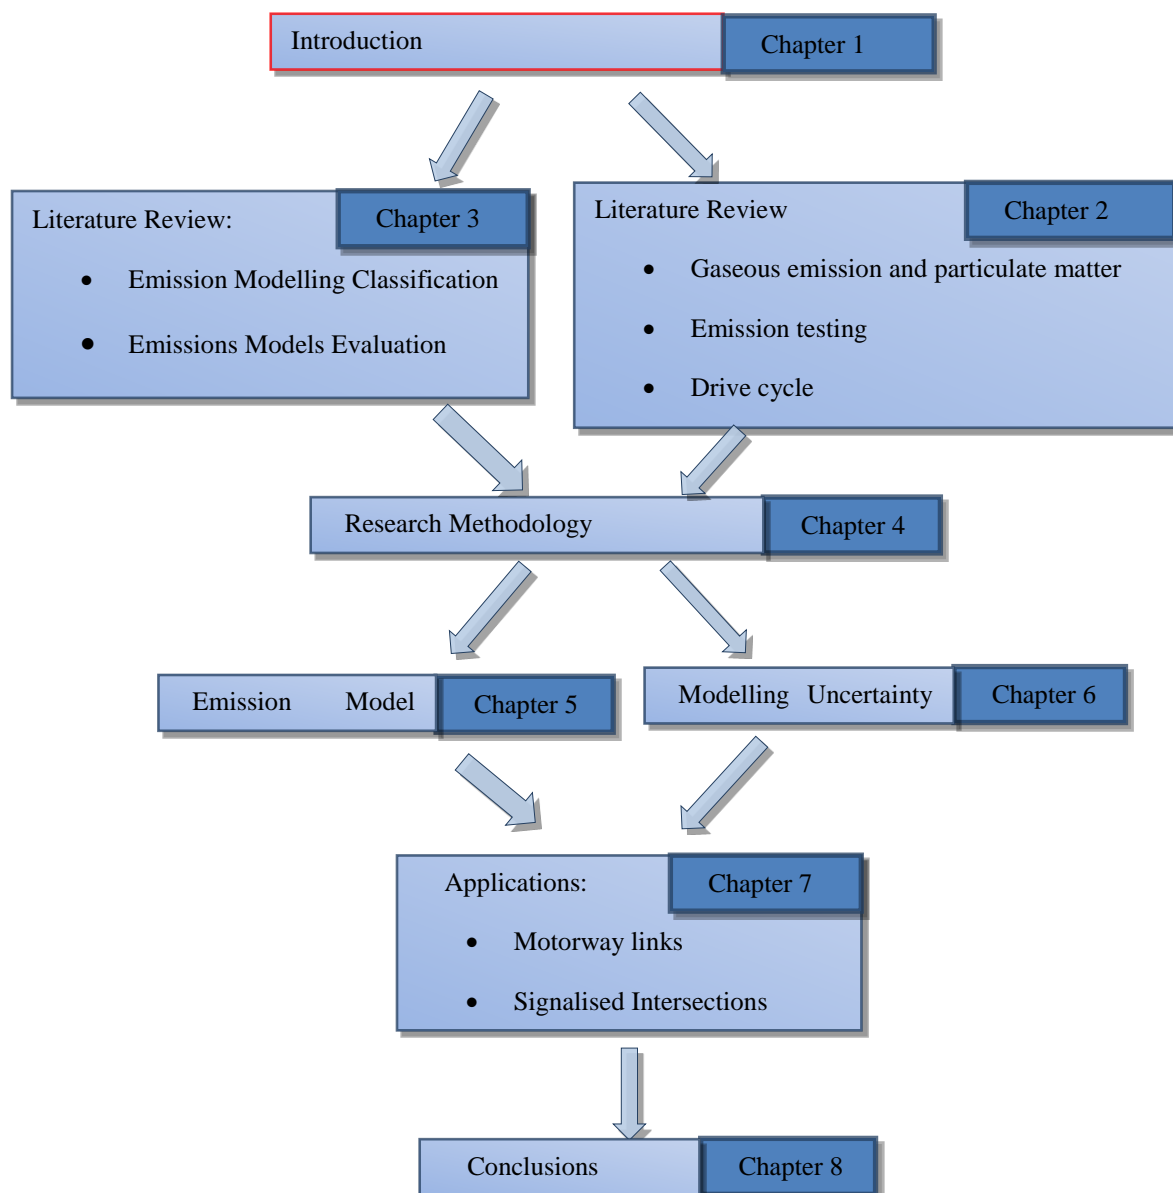 Introduction
Chapter 1
Literature Review:
Chapter 3
• Emission Modelling Classification
• Emissions Models Evaluation
Literature Review
Chapter 2
• Gaseous emission and particulate matter
• Emission testing
• Drive cycle
Research Methodology
Chapter 4
Emission Model
Chapter 5
Modelling Uncertainty
Chapter 6
Applications:
Chapter 7
• Motorway links
• Signalised Intersections
Conclusions
Chapter 8